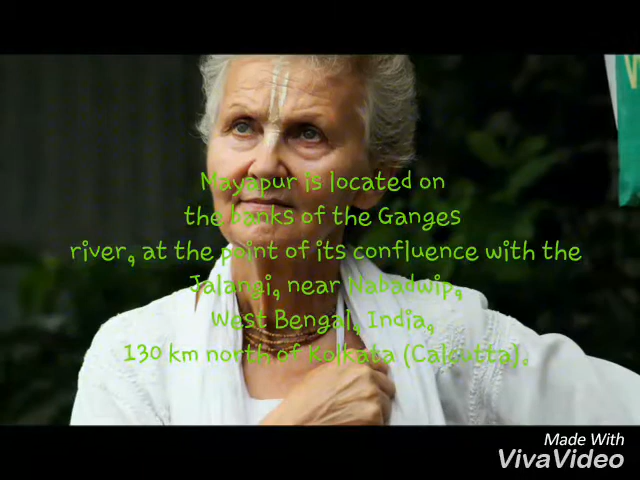 Mayapur is located on
the banks of the Ganges
river, at the point of its confluence with the
Jalangi, near Nabadwip,
West Bengal, India,
130 km north of Kolkata (Calcutta).
Made With
VivaVideo